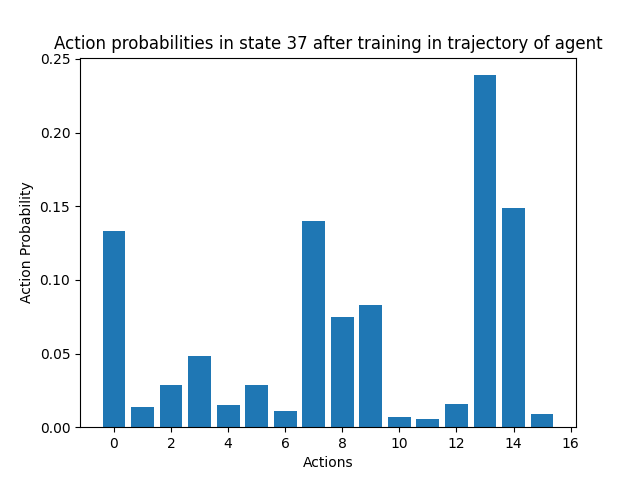 Action probabilities in state 37 after training in trajectory of agent
0.25
0.20
0.15
0.10
0.05
0.00
Action Probability
0 2 4 6 8 10 12 14 16
Actions